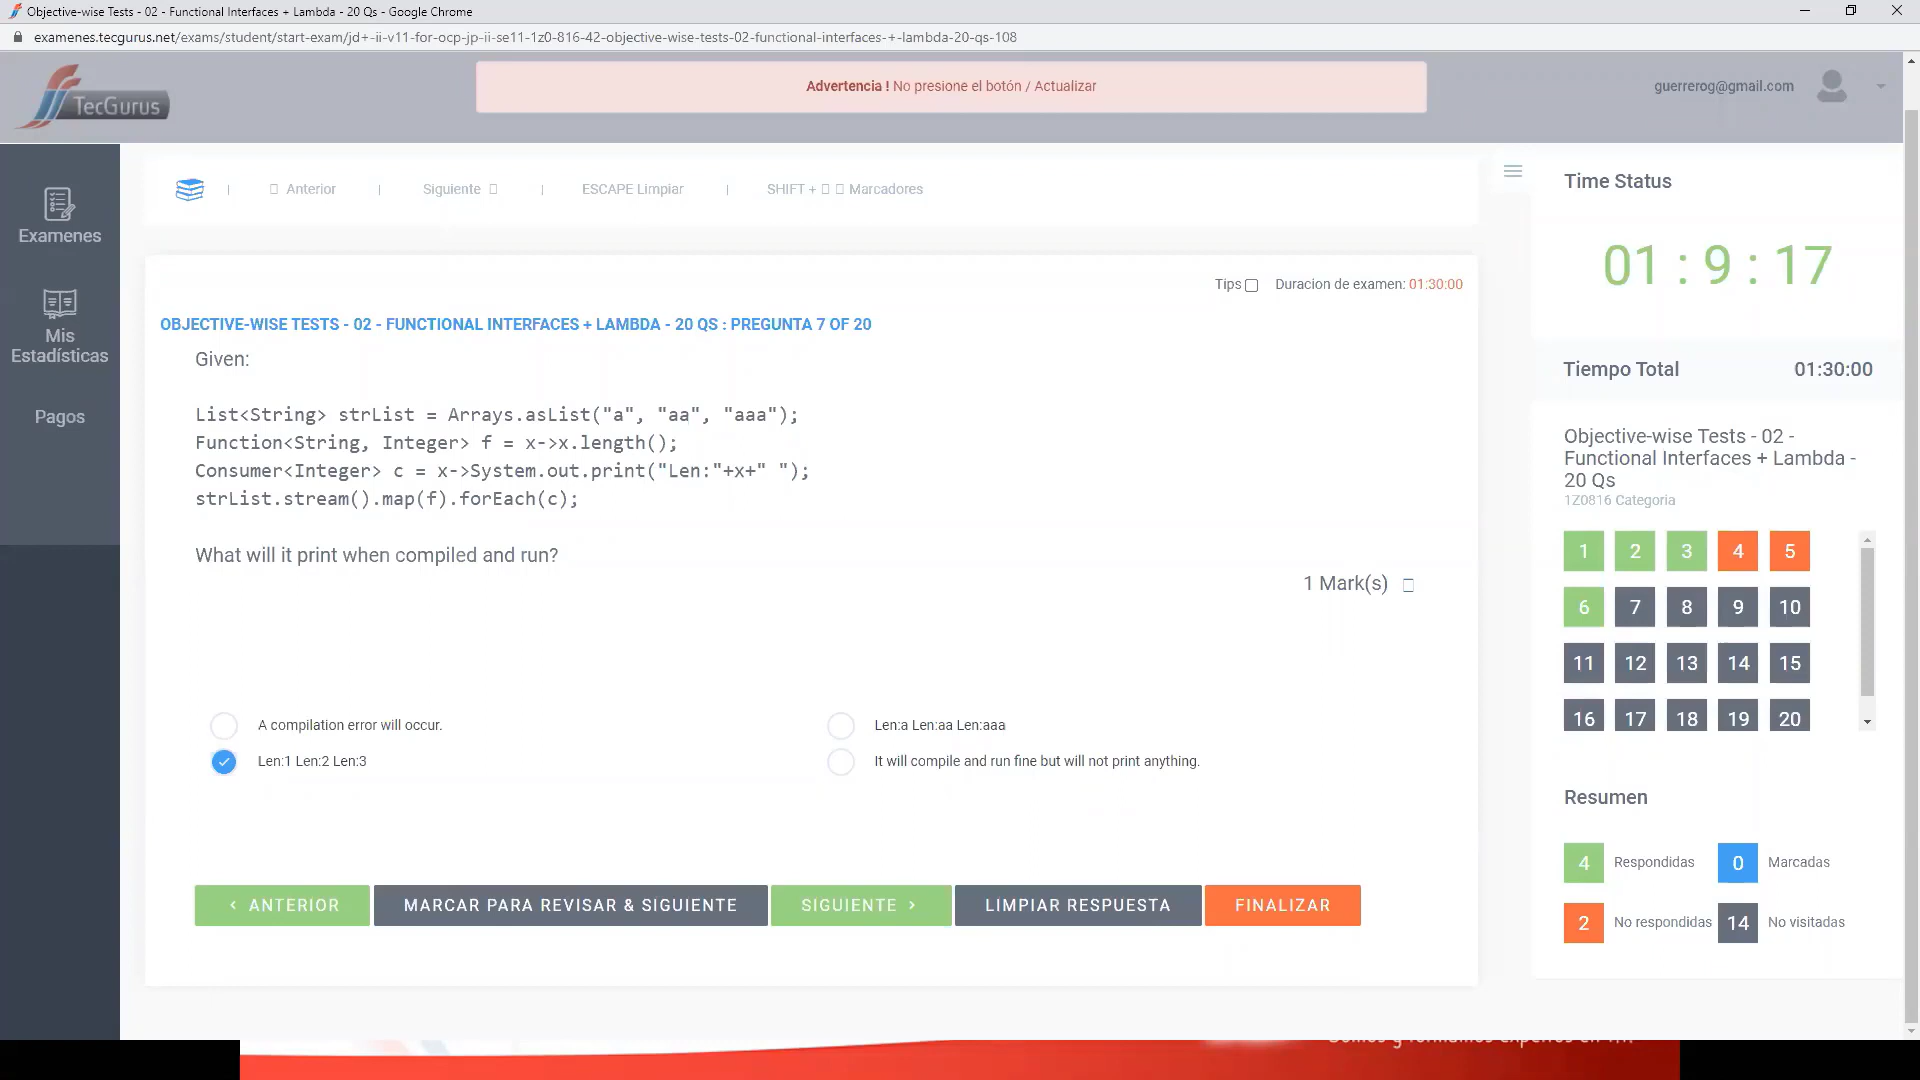 Objective-wise Tests - 02 - Functional Interfaces + Lambda - 20 Qs - Google Chrome
examenes.tecgurus.net/exams/student/start-exam/jd+-ii-v11-for-ocp-jp-ii-se11-1z0-816-42-objective-wise-tests-02-functional-interfaces-+-lambda-20-qs-108
TecGurus
Advertencia ! No presione el botón / Actualizar
guerrerog@gmail.com
Examenes
Mis
Estadísticas
Pagos
Anterior | Siguiente | ESCAPE Limpiar | SHIFT + Marcadores
Tips Duracion de examen: 01:30:00
OBJECTIVE-WISE TESTS - 02 - FUNCTIONAL INTERFACES + LAMBDA - 20 QS : PREGUNTA 7 OF 20
Given:
List<String> strList = Arrays.asList("a", "aa", "aaa");
Function<String, Integer> f = x->x.length();
Consumer<Integer> c = x->System.out.print("Len:"+x+" ");
strList.stream().map(f).forEach(c);
What will it print when compiled and run?
1 Mark(s)
A compilation error will occur.
Len:a Len:aa Len:aaa
Len:1 Len:2 Len:3
It will compile and run fine but will not print anything.
‹ ANTERIOR
MARCAR PARA REVISAR & SIGUIENTE
SIGUIENTE ›
LIMPIAR RESPUESTA
FINALIZAR
Time Status
01 : 9 : 17
Tiempo Total 01:30:00
Objective-wise Tests - 02 -
Functional Interfaces + Lambda -
20 Qs
1Z0816 Categoria
1 2 3 4 5
6 7 8 9 10
11 12 13 14 15
16 17 18 19 20
Resumen
4 Respondidas 0 Marcadas
2 No respondidas 14 No visitadas